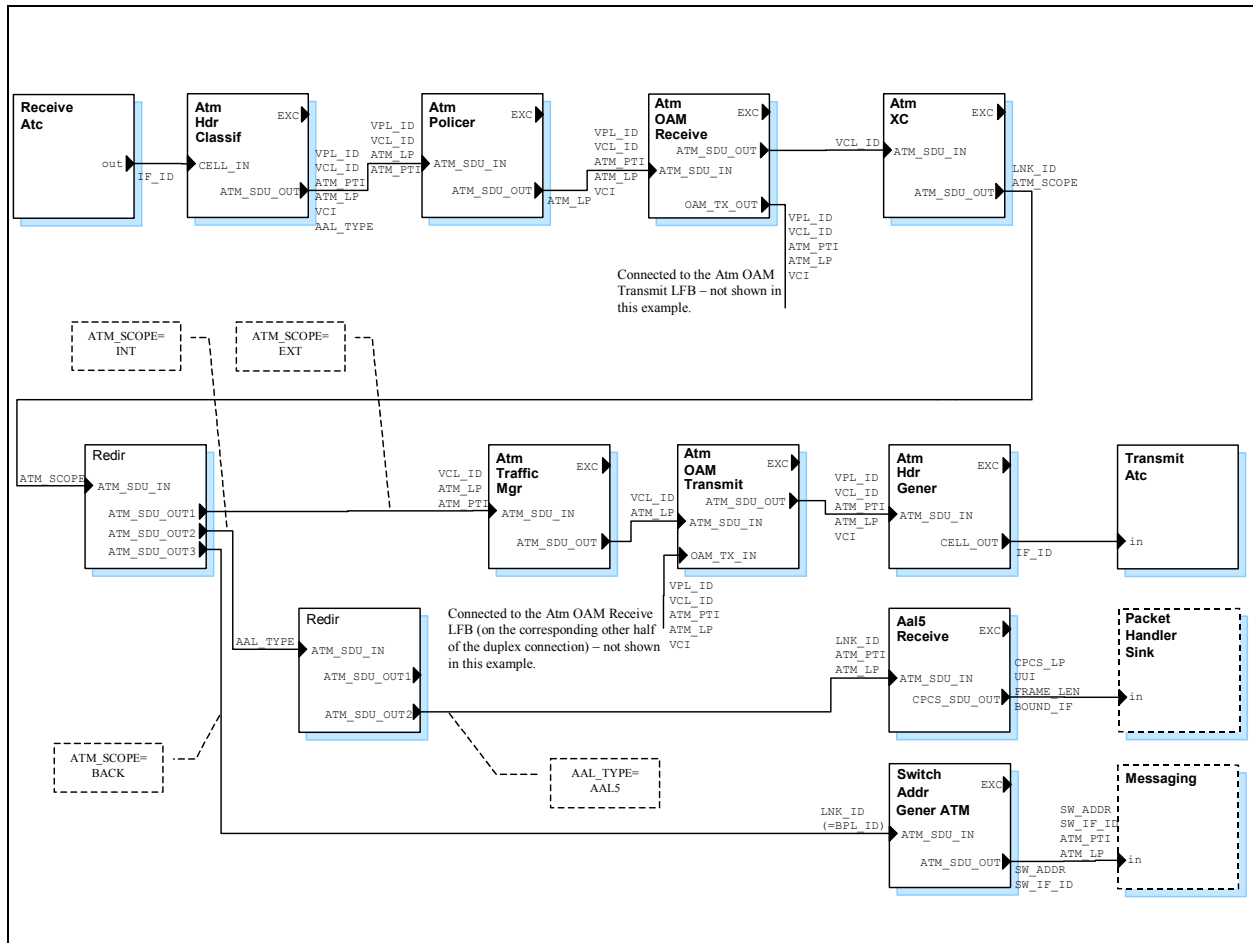 Receive
Atc
out
IF_ID
Atm
Hdr
Classif
EXC
CELL_IN
ATM_SDU_OUT
VPL_ID
VCL_ID
ATM_PTI
ATM_LP
VCI
AAL_TYPE
VPL_ID
VCL_ID
ATM_LP
ATM_PTI
Atm
Policer
EXC
ATM_SDU_IN
ATM_SDU_OUT
ATM_LP
VPL_ID
VCL_ID
ATM_PTI
ATM_LP
VCI
Atm
OAM
Receive
EXC
ATM_SDU_OUT
ATM_SDU_IN
OAM_TX_OUT
VPL_ID
VCL_ID
ATM_PTI
ATM_LP
VCI
Connected to the Atm OAM
Transmit LFB – not shown in
this example.
VCL_ID
Atm
XC
EXC
ATM_SDU_IN
ATM_SDU_OUT
LNK_ID
ATM_SCOPE
ATM_SCOPE=
INT
ATM_SCOPE=
EXT
ATM_SCOPE
Redir
ATM_SDU_IN
ATM_SDU_OUT1
ATM_SDU_OUT2
ATM_SDU_OUT3
VCL_ID
ATM_LP
ATM_PTI
Atm
Traffic
Mgr
EXC
ATM_SDU_IN
ATM_SDU_OUT
VCL_ID
ATM_LP
Atm
OAM
Transmit
EXC
ATM_SDU_OUT
ATM_SDU_IN
OAM_TX_IN
VPL_ID
VCL_ID
ATM_PTI
ATM_LP
VCI
Connected to the Atm OAM Receive
LFB (on the corresponding other half
of the duplex connection) – not shown
in this example.
VPL_ID
VCL_ID
ATM_PTI
ATM_LP
VCI
Atm
Hdr
Gener
EXC
ATM_SDU_IN
CELL_OUT
IF_ID
Transmit
Atc
in
AAL_TYPE
Redir
ATM_SDU_IN
ATM_SDU_OUT1
ATM_SDU_OUT2
LNK_ID
ATM_PTI
ATM_LP
Aal5
Receive
EXC
ATM_SDU_IN
CPCS_SDU_OUT
CPCS_LP
UUI
FRAME_LEN
BOUND_IF
Packet
Handler
Sink
in
ATM_SCOPE=
BACK
AAL_TYPE=
AAL5
LNK_ID
(=BPL_ID)
Switch
Addr
Gener ATM
EXC
ATM_SDU_IN
ATM_SDU_OUT
SW_ADDR
SW_IF_ID
SW_ADDR
SW_IF_ID
ATM_PTI
ATM_LP
Messaging
in